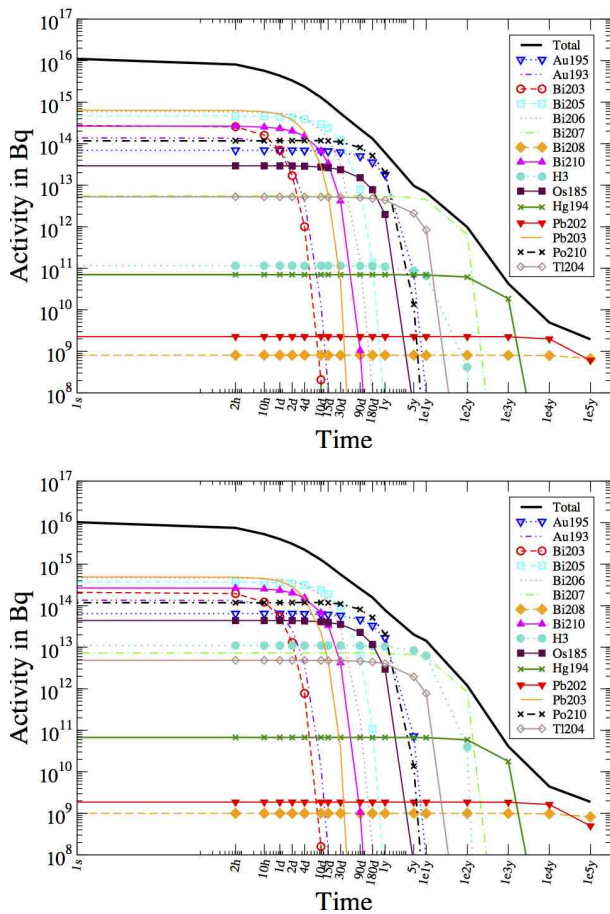 10^17
10^16
10^15
10^14
10^13
10^12
10^11
10^10
10^9
10^8
Activity in Bq
Total
Au195
Au193
Bi203
Bi205
Bi206
Bi207
Bi208
Bi210
H3
Os185
Hg194
Pb202
Pb203
Po210
Tl204
1s
2h
10h
1d
2d
4d
10d
15d
30d
90d
180d
1y
5y
1e1y
1e2y
1e3y
1e4y
1e5y
Time
10^17
10^16
10^15
10^14
10^13
10^12
10^11
10^10
10^9
10^8
Activity in Bq
Total
Au195
Au193
Bi203
Bi205
Bi206
Bi207
Bi208
Bi210
H3
Os185
Hg194
Pb202
Pb203
Po210
Tl204
1s
2h
10h
1d
2d
4d
10d
15d
30d
90d
180d
1y
5y
1e1y
1e2y
1e3y
1e4y
1e5y
Time